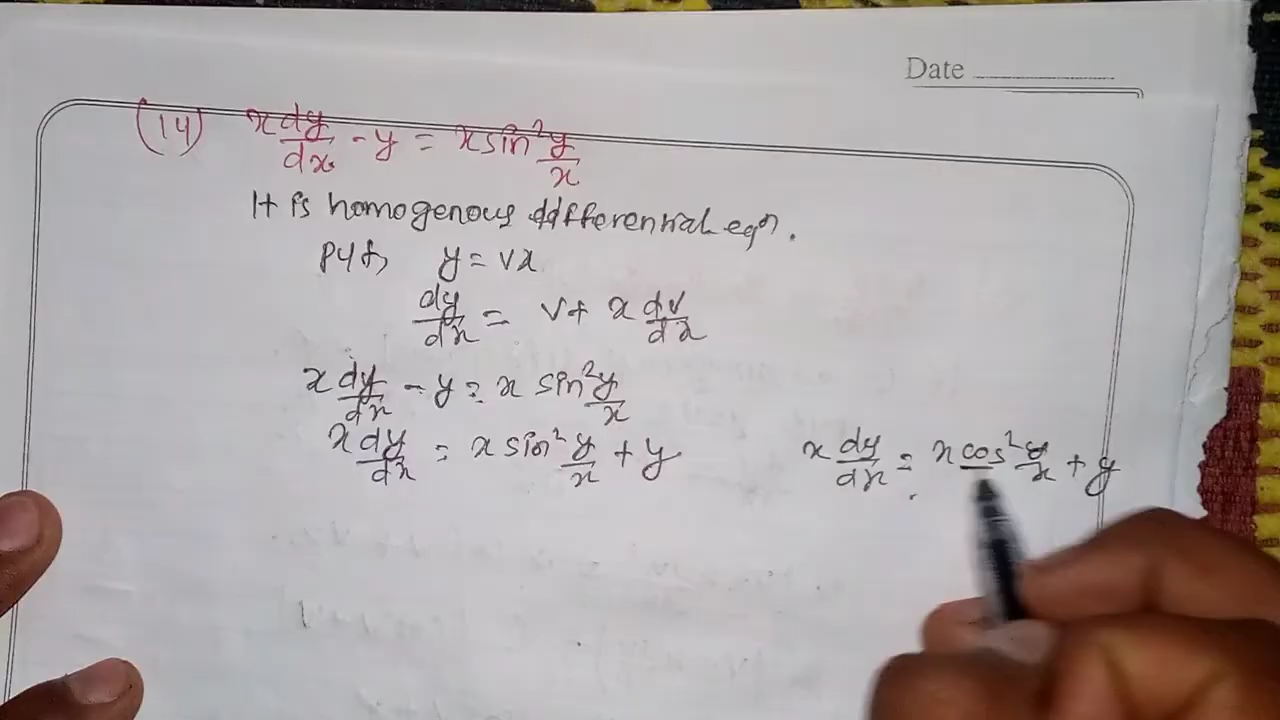 Date
(14) x dy/dx - y = x sin² y/x
It is homogenous differential eqn.
Put, y = vx
dy/dx = v + x dv/dx
x dy/dx - y = x sin² y/x
x dy/dx = x sin² y/x + y
x dy/dx = x cos² y/x + y